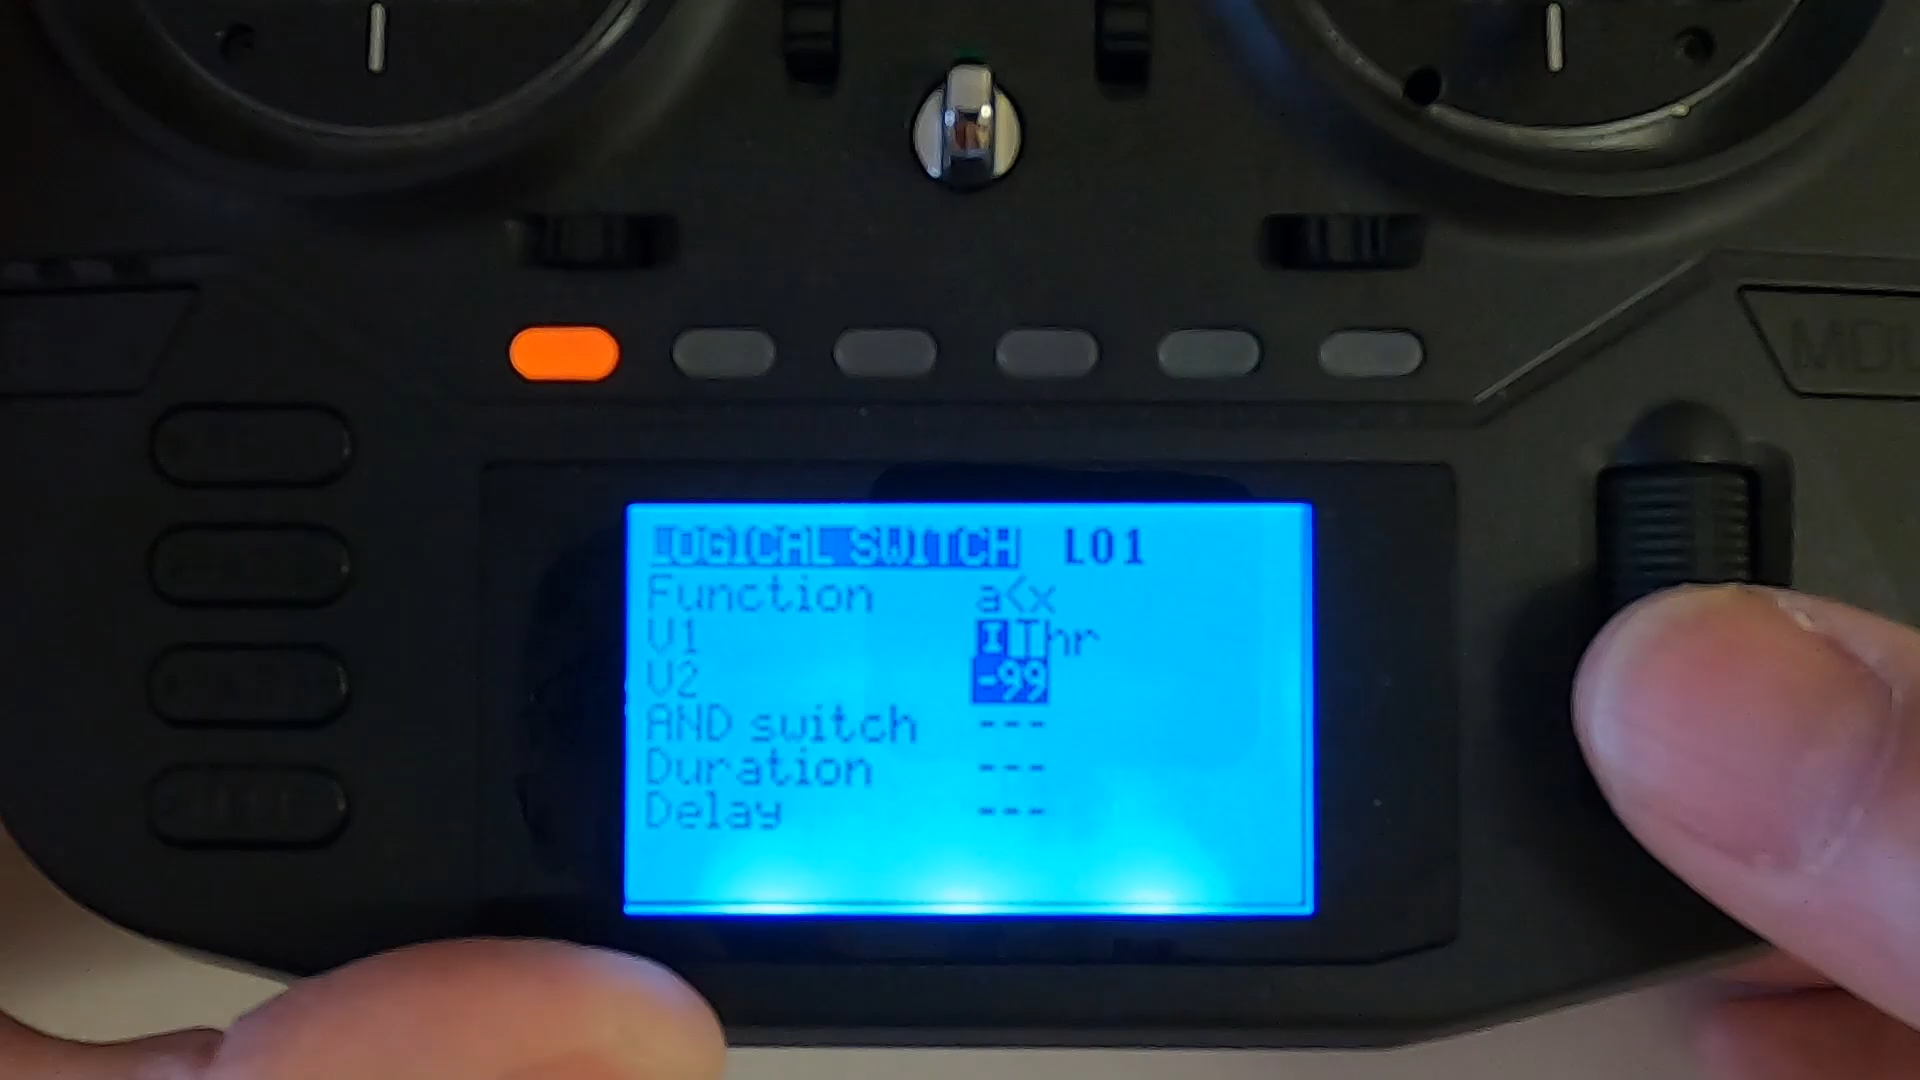 LOGICAL SWITCH L01
Function a<x
V1 IThr
V2 -99
AND switch ---
Duration ---
Delay ---